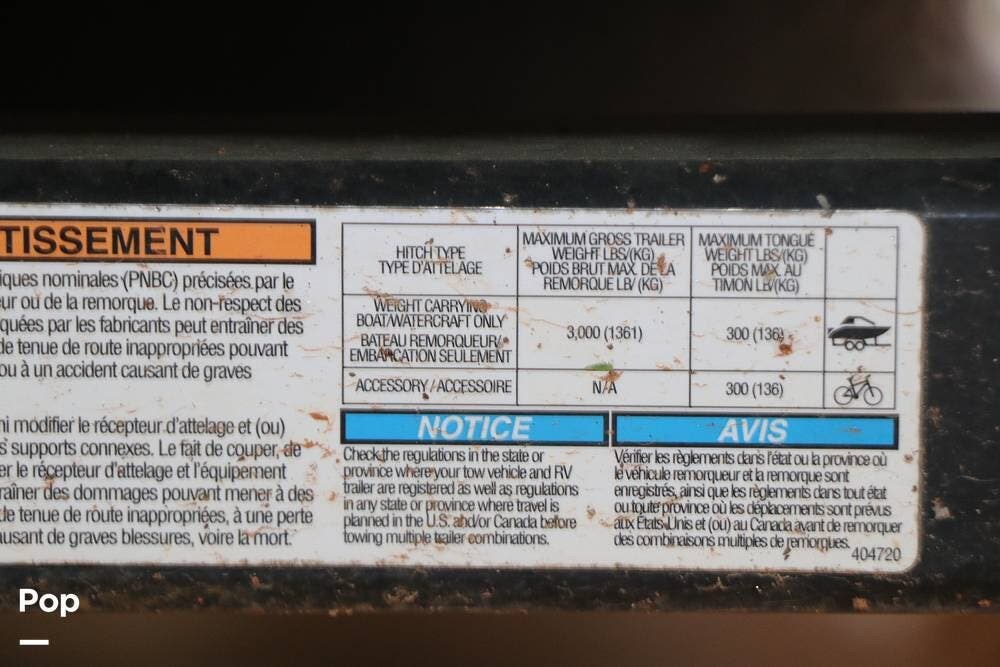 TISSEMENT
iques nominales (PNBC) précisées par le
eur ou de la remorque. Le non-respect des
quées par les fabricants peut entraîner des
de tenue de route inappropriées pouvant
ou à un accident causant de graves
ni modifier le récepteur d'attelage et (ou)
s supports connexes. Le fait de couper, de
er le récepteur d'attelage et l'équipement
raîner des dommages pouvant mener à des
de tenue de route inappropriées, à une perte
ausant de graves blessures, voire la mort.
HITCH TYPE
TYPE D'ATTELAGE
MAXIMUM GROSS TRAILER
WEIGHT LBS/(KG)
POIDS BRUT MAX. DE LA
REMORQUE LB/ (KG)
MAXIMUM TONGUE
WEIGHT LBS/(KG)
POIDS MAX. AU
TIMON LB/(KG)
WEIGHT CARRYING
BOAT/WATERCRAFT ONLY
BATEAU REMORQUEUR/
EMBARCATION SEULEMENT
3,000 (1361)
300 (136)
ACCESSORY / ACCESSOIRE
N/A
300 (136)
NOTICE
Check the regulations in the state or
province where your tow vehicle and RV
trailer are registered as well as regulations
in any state or province where travel is
planned in the U.S. and/or Canada before
towing multiple trailer combinations.
AVIS
Vérifier les règlements dans l'état ou la province où
le véhicule remorqueur et la remorque sont
enregistrés, ainsi que les règlements dans tout état
ou toute province où les déplacements sont prévus
aux États-Unis et (ou) au Canada avant de remorquer
des combinaisons multiples de remorques.
404720
Pop